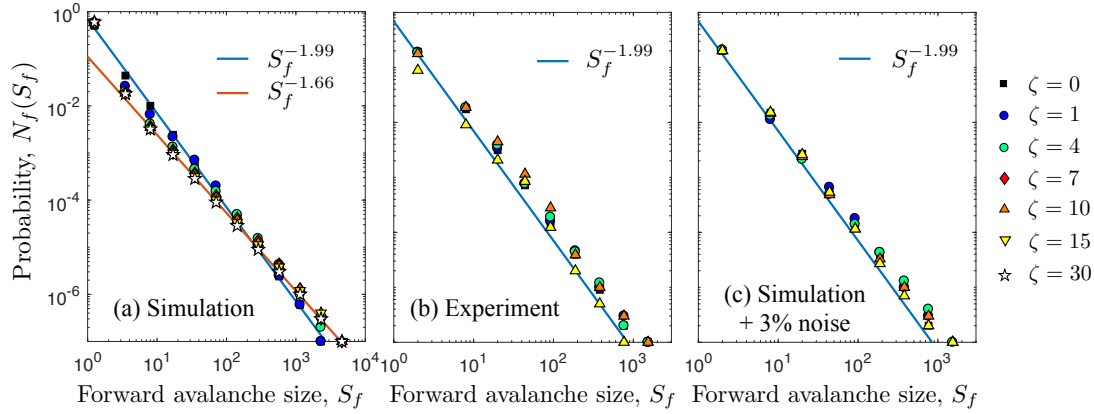 10^0
10^-2
10^-4
10^-6
Probability, N_f(S_f)
S_f^-1.99
S_f^-1.66
(a) Simulation
10^0 10^1 10^2 10^3 10^4
Forward avalanche size, S_f
S_f^-1.99
(b) Experiment
10^0 10^1 10^2 10^3
Forward avalanche size, S_f
S_f^-1.99
(c) Simulation
+ 3% noise
10^0 10^1 10^2 10^3
Forward avalanche size, S_f
ζ = 0
ζ = 1
ζ = 4
ζ = 7
ζ = 10
ζ = 15
ζ = 30